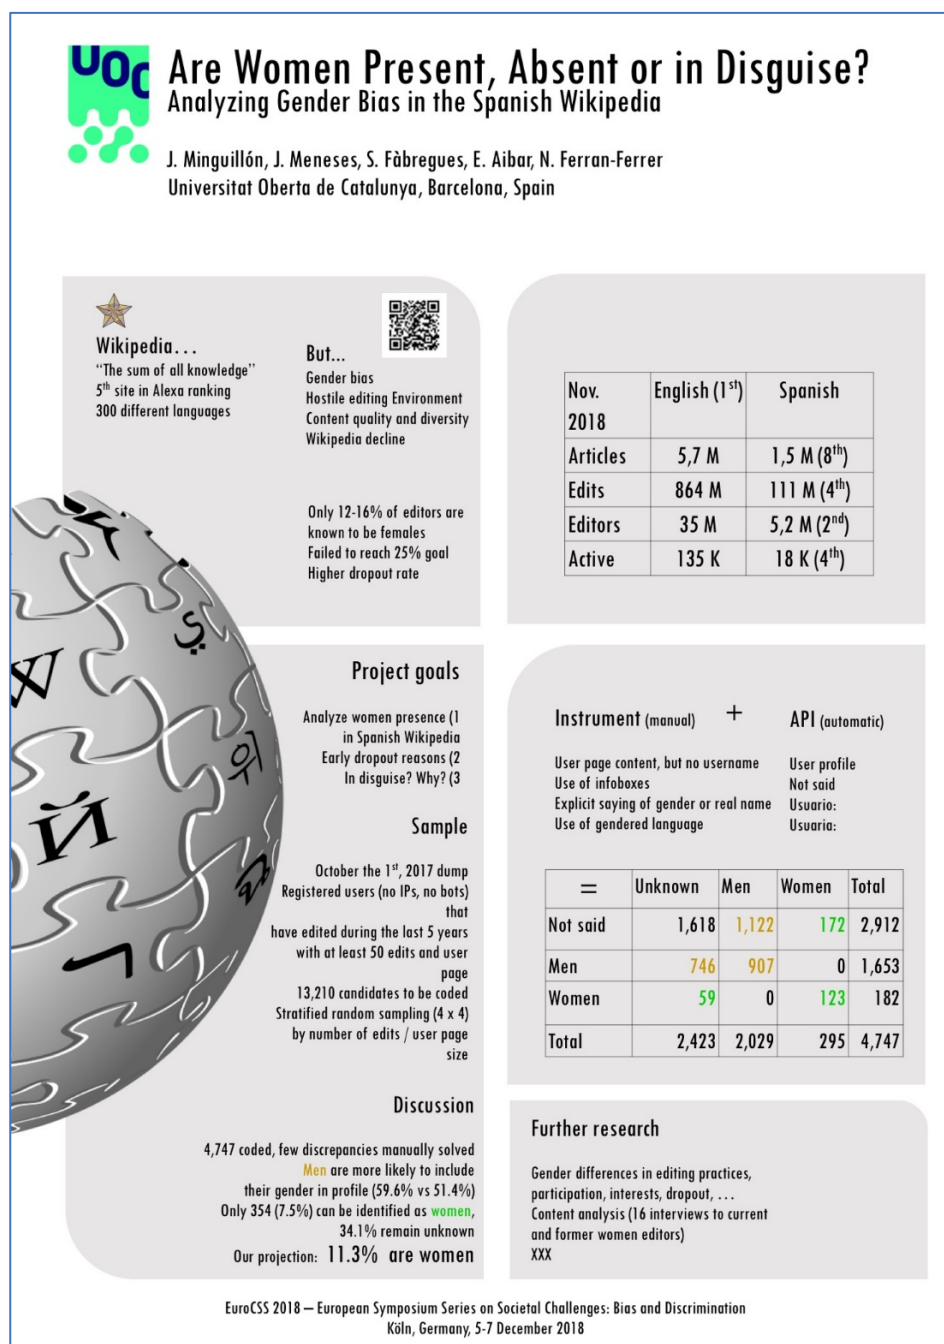 UOC
Are Women Present, Absent or in Disguise?
Analyzing Gender Bias in the Spanish Wikipedia
J. Minguillón, J. Meneses, S. Fàbregues, E. Aibar, N. Ferran-Ferrer
Universitat Oberta de Catalunya, Barcelona, Spain
Wikipedia...
"The sum of all knowledge"
5th site in Alexa ranking
300 different languages
But...
Gender bias
Hostile editing Environment
Content quality and diversity
Wikipedia decline
Only 12-16% of editors are
known to be females
Failed to reach 25% goal
Higher dropout rate
Nov. 2018 English (1st) Spanish
Articles 5,7 M 1,5 M (8th)
Edits 864 M 111 M (4th)
Editors 35 M 5,2 M (2nd)
Active 135 K 18 K (4th)
W
ي
위
Й
Project goals
Analyze women presence (1
in Spanish Wikipedia
Early dropout reasons (2
In disguise? Why? (3
Sample
October the 1st, 2017 dump
Registered users (no IPs, no bots)
that
have edited during the last 5 years
with at least 50 edits and user
page
13,210 candidates to be coded
Stratified random sampling (4 x 4)
by number of edits / user page
size
Discussion
4,747 coded, few discrepancies manually solved
Men are more likely to include
their gender in profile (59.6% vs 51.4%)
Only 354 (7.5%) can be identified as women,
34.1% remain unknown
Our projection: 11.3% are women
Instrument (manual) + API (automatic)
User page content, but no username
Use of infoboxes
Explicit saying of gender or real name
Use of gendered language
User profile
Not said
Usuario:
Usuaria:
= Unknown Men Women Total
Not said 1,618 1,122 172 2,912
Men 746 907 0 1,653
Women 59 0 123 182
Total 2,423 2,029 295 4,747
Further research
Gender differences in editing practices,
participation, interests, dropout, ...
Content analysis (16 interviews to current
and former women editors)
XXX
EuroCSS 2018 – European Symposium Series on Societal Challenges: Bias and Discrimination
Köln, Germany, 5-7 December 2018